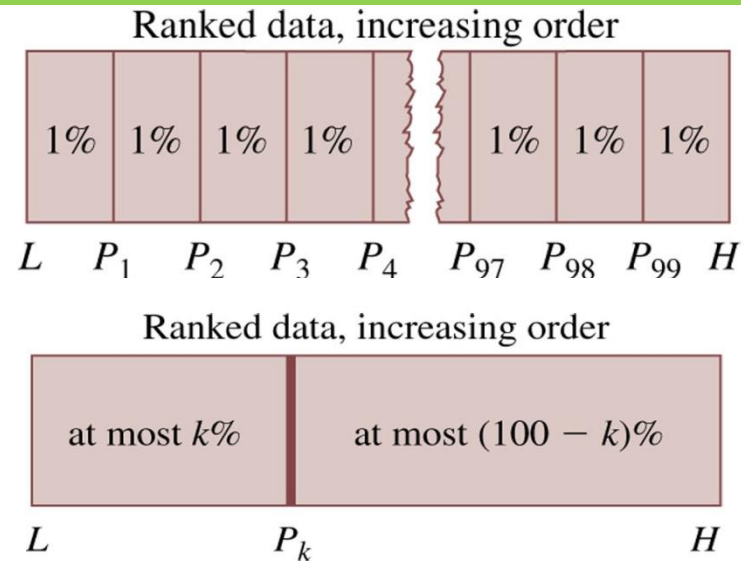 Ranked data, increasing order
1% 1% 1% 1% 1% 1% 1%
L P₁ P₂ P₃ P₄ P₉₇ P₉₈ P₉₉ H
Ranked data, increasing order
at most k% at most (100 − k)%
L Pₖ H